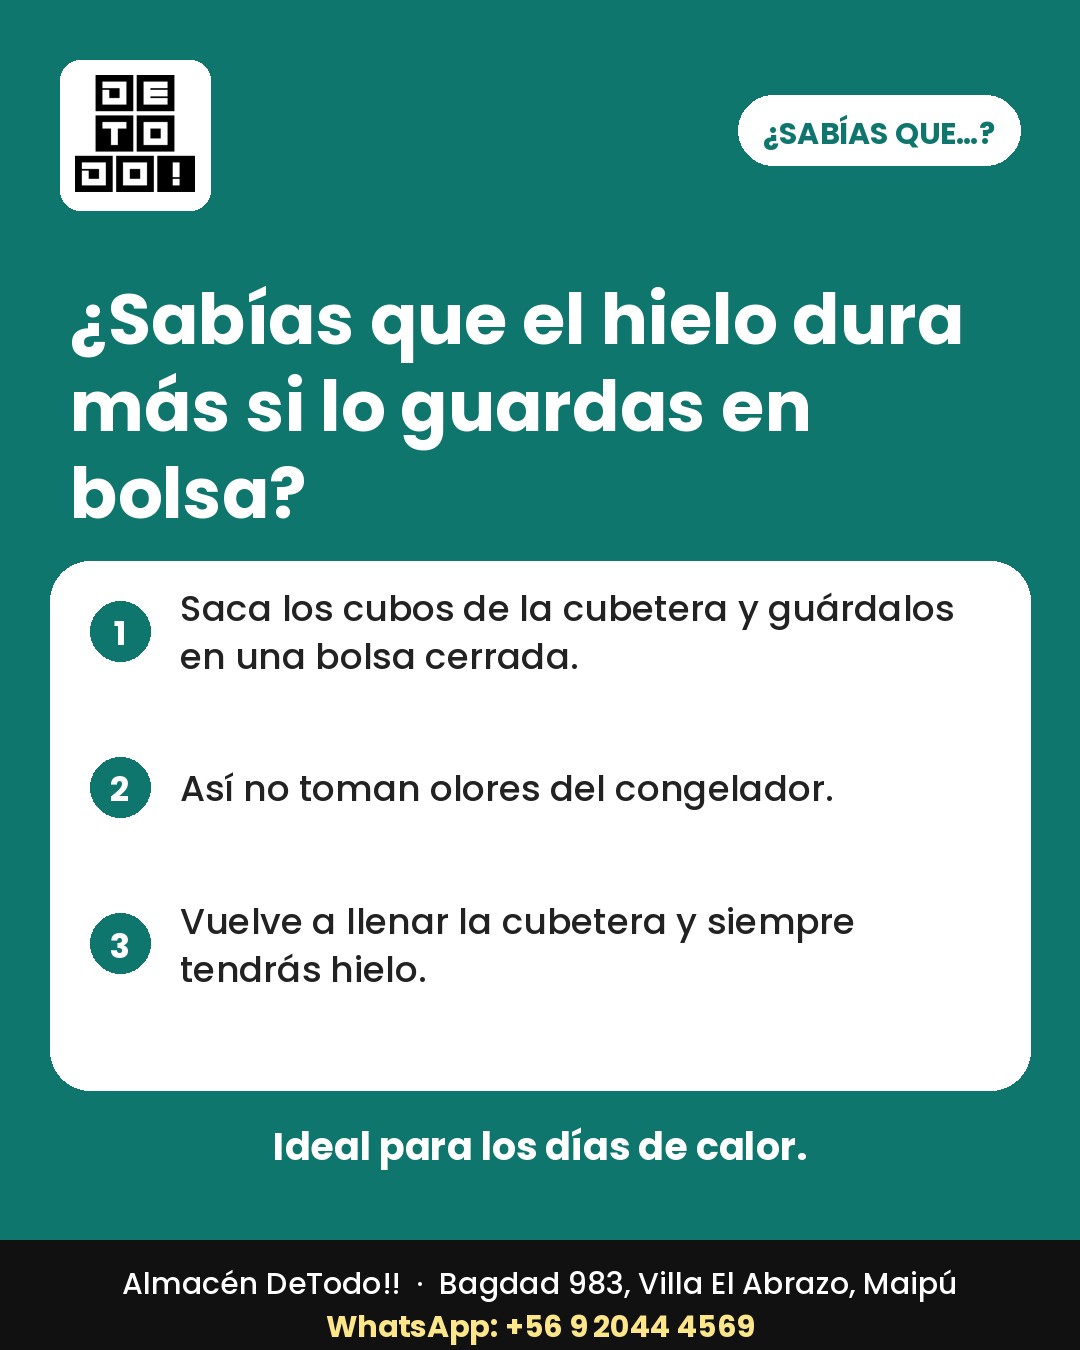 DE
TO
DO!
¿SABÍAS QUE...?
¿Sabías que el hielo dura
más si lo guardas en
bolsa?
1
Saca los cubos de la cubetera y guárdalos
en una bolsa cerrada.
2
Así no toman olores del congelador.
3
Vuelve a llenar la cubetera y siempre
tendrás hielo.
Ideal para los días de calor.
Almacén DeTodo!! · Bagdad 983, Villa El Abrazo, Maipú
WhatsApp: +56 9 2044 4569